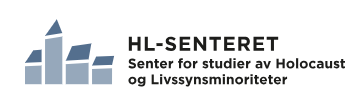 HL-SENTERET
Senter for studier av Holocaust
og Livssynsminoriteter